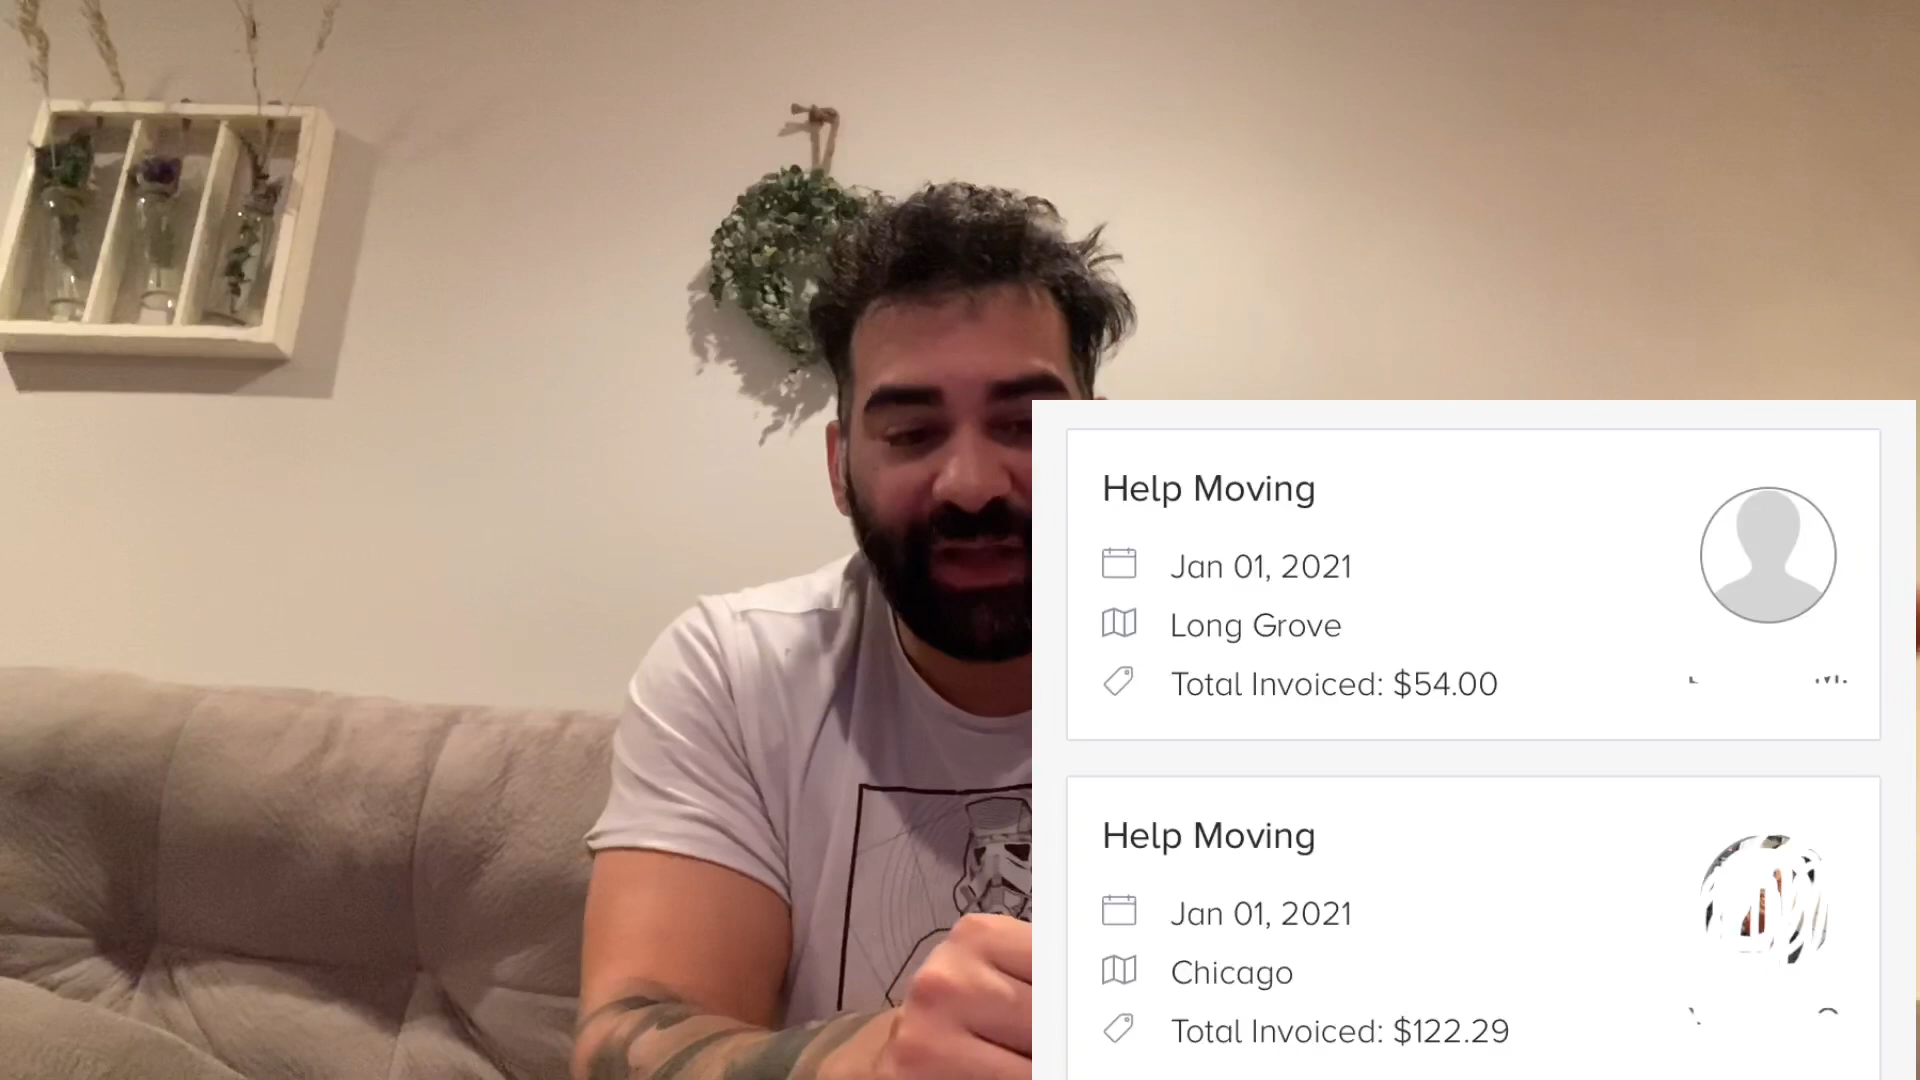 Help Moving
Jan 01, 2021
Long Grove
Total Invoiced: $54.00
Help Moving
Jan 01, 2021
Chicago
Total Invoiced: $122.29